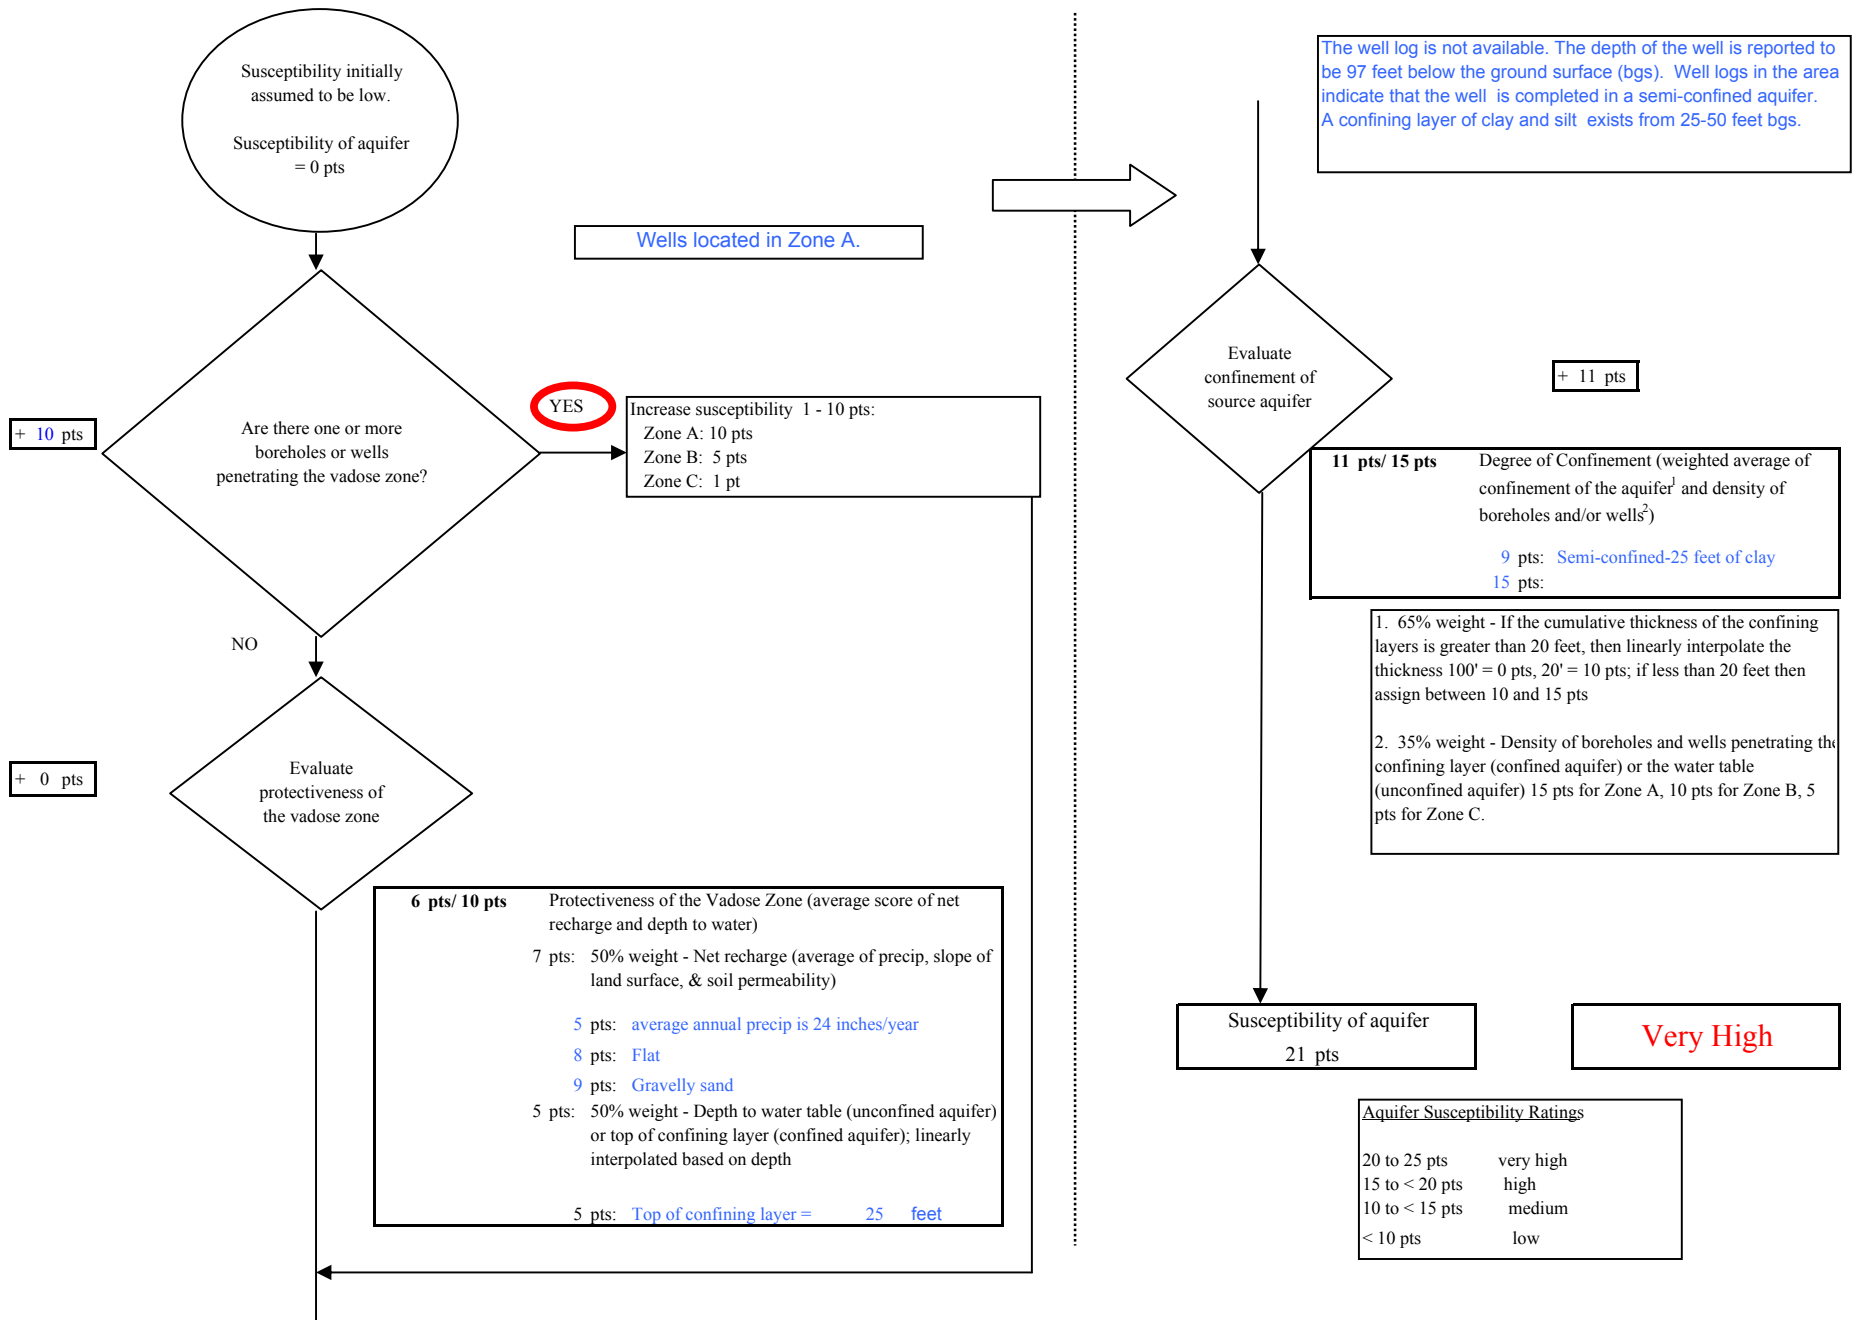 Susceptibility initially
assumed to be low.
Susceptibility of aquifer
= 0 pts
Wells located in Zone A.
Are there one or more
boreholes or wells
penetrating the vadose zone?
+ 10 pts
YES
Increase susceptibility 1 - 10 pts:
Zone A: 10 pts
Zone B: 5 pts
Zone C: 1 pt
NO
Evaluate
protectiveness of
the vadose zone
+ 0 pts
6 pts/ 10 pts Protectiveness of the Vadose Zone (average score of net
recharge and depth to water)
7 pts: 50% weight - Net recharge (average of precip, slope of
land surface, & soil permeability)
5 pts: average annual precip is 24 inches/year
8 pts: Flat
9 pts: Gravelly sand
5 pts: 50% weight - Depth to water table (unconfined aquifer)
or top of confining layer (confined aquifer); linearly
interpolated based on depth
5 pts: Top of confining layer = 25 feet
The well log is not available. The depth of the well is reported to
be 97 feet below the ground surface (bgs). Well logs in the area
indicate that the well is completed in a semi-confined aquifer.
A confining layer of clay and silt exists from 25-50 feet bgs.
Evaluate
confinement of
source aquifer
+ 11 pts
11 pts/ 15 pts Degree of Confinement (weighted average of
confinement of the aquifer1 and density of
boreholes and/or wells2)
9 pts: Semi-confined-25 feet of clay
15 pts:
1. 65% weight - If the cumulative thickness of the confining
layers is greater than 20 feet, then linearly interpolate the
thickness 100' = 0 pts, 20' = 10 pts; if less than 20 feet then
assign between 10 and 15 pts
2. 35% weight - Density of boreholes and wells penetrating the
confining layer (confined aquifer) or the water table
(unconfined aquifer) 15 pts for Zone A, 10 pts for Zone B, 5
pts for Zone C.
Susceptibility of aquifer
21 pts
Very High
Aquifer Susceptibility Ratings
20 to 25 pts very high
15 to < 20 pts high
10 to < 15 pts medium
< 10 pts low